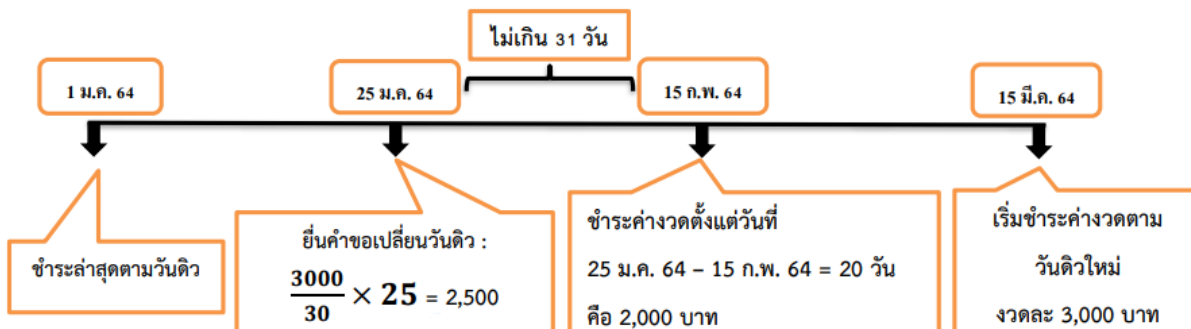 ไม่เกิน 31 วัน
1 ม.ค. 64
25 ม.ค. 64
15 ก.พ. 64
15 มี.ค. 64
ชำระล่าสุดตามวันดิว
ยื่นคำขอเปลี่ยนวันดิว :
3000/30 × 25 = 2,500
ชำระค่างวดตั้งแต่วันที่
25 ม.ค. 64 – 15 ก.พ. 64 = 20 วัน
คือ 2,000 บาท
เริ่มชำระค่างวดตาม
วันดิวใหม่
งวดละ 3,000 บาท